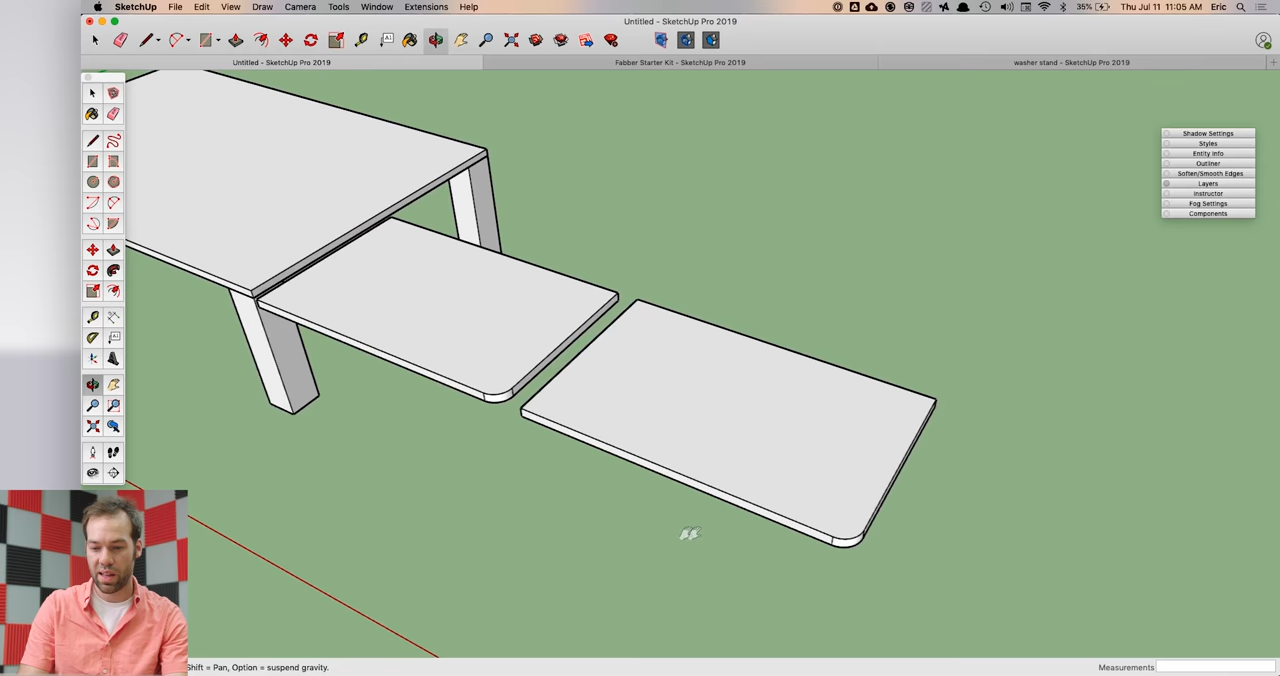 SketchUp File Edit View Draw Camera Tools Window Extensions Help
35% Thu Jul 11 11:05 AM Eric
Untitled - SketchUp Pro 2019
A1
Untitled - SketchUp Pro 2019
Fabber Starter Kit - SketchUp Pro 2019
washer stand - SketchUp Pro 2019
Shadow Settings
Styles
Entity Info
Outliner
Soften/Smooth Edges
Layers
Instructor
Fog Settings
Components
A1
Shift = Pan, Option = suspend gravity.
Measurements